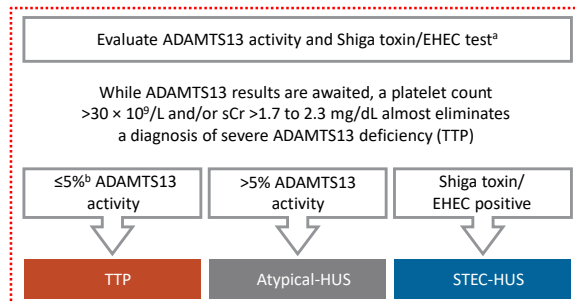 Evaluate ADAMTS13 activity and Shiga toxin/EHEC testᵃ
While ADAMTS13 results are awaited, a platelet count
>30 × 10⁹/L and/or sCr >1.7 to 2.3 mg/dL almost eliminates
a diagnosis of severe ADAMTS13 deficiency (TTP)
≤5%ᵇ ADAMTS13
activity
>5% ADAMTS13
activity
Shiga toxin/
EHEC positive
TTP
Atypical-HUS
STEC-HUS